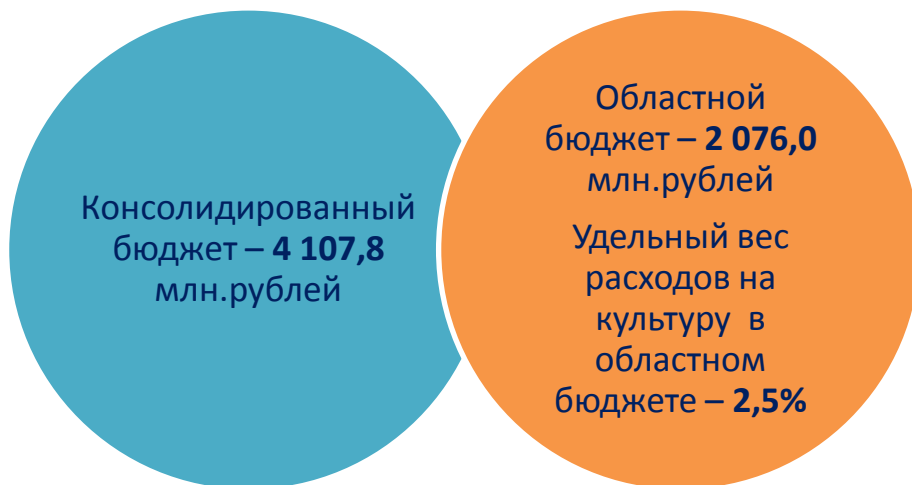 Консолидированный
бюджет – 4 107,8
млн.рублей
Областной
бюджет – 2 076,0
млн.рублей
Удельный вес
расходов на
культуру в
областном
бюджете – 2,5%